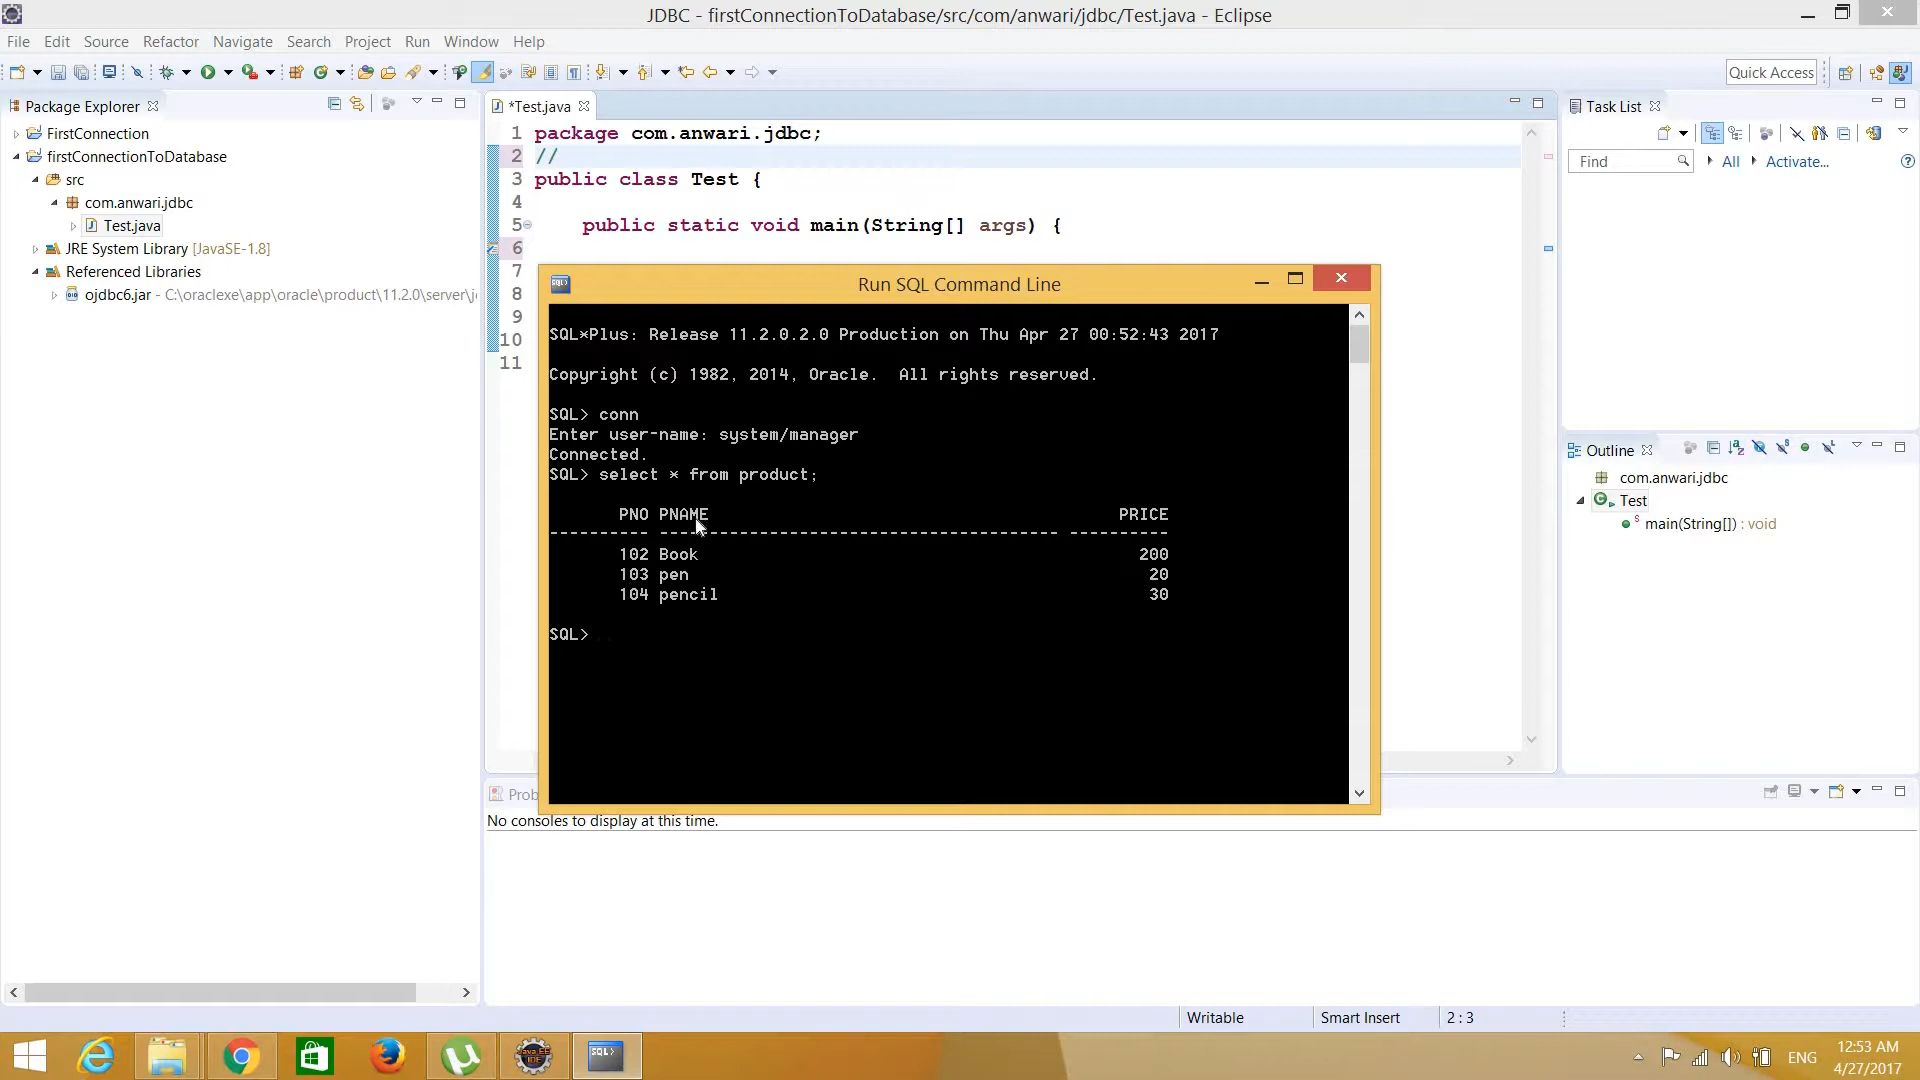 JDBC - firstConnectionToDatabase/src/com/anwari/jdbc/Test.java - Eclipse
File Edit Source Refactor Navigate Search Project Run Window Help
Quick Access
Package Explorer
FirstConnection
firstConnectionToDatabase
src
com.anwari.jdbc
Test.java
JRE System Library [JavaSE-1.8]
Referenced Libraries
ojdbc6.jar - C:\oraclexe\app\oracle\product\11.2.0\server\j
*Test.java
1 package com.anwari.jdbc;
2 //
3 public class Test {
4
5 public static void main(String[] args) {
6
7
8
9
10
11
Run SQL Command Line
SQL>
SQL*Plus: Release 11.2.0.2.0 Production on Thu Apr 27 00:52:43 2017
Copyright (c) 1982, 2014, Oracle. All rights reserved.
SQL> conn
Enter user-name: system/manager
Connected.
SQL> select * from product;
PNO PNAME PRICE
---------- ---------------------------------------- ----------
102 Book 200
103 pen 20
104 pencil 30
SQL>
Task List
Find All Activate...
Outline
com.anwari.jdbc
Test
main(String[]) : void
Prob
No consoles to display at this time.
Writable Smart Insert 2 : 3
Java EE
IDE
SQL>
ENG
12:53 AM
4/27/2017